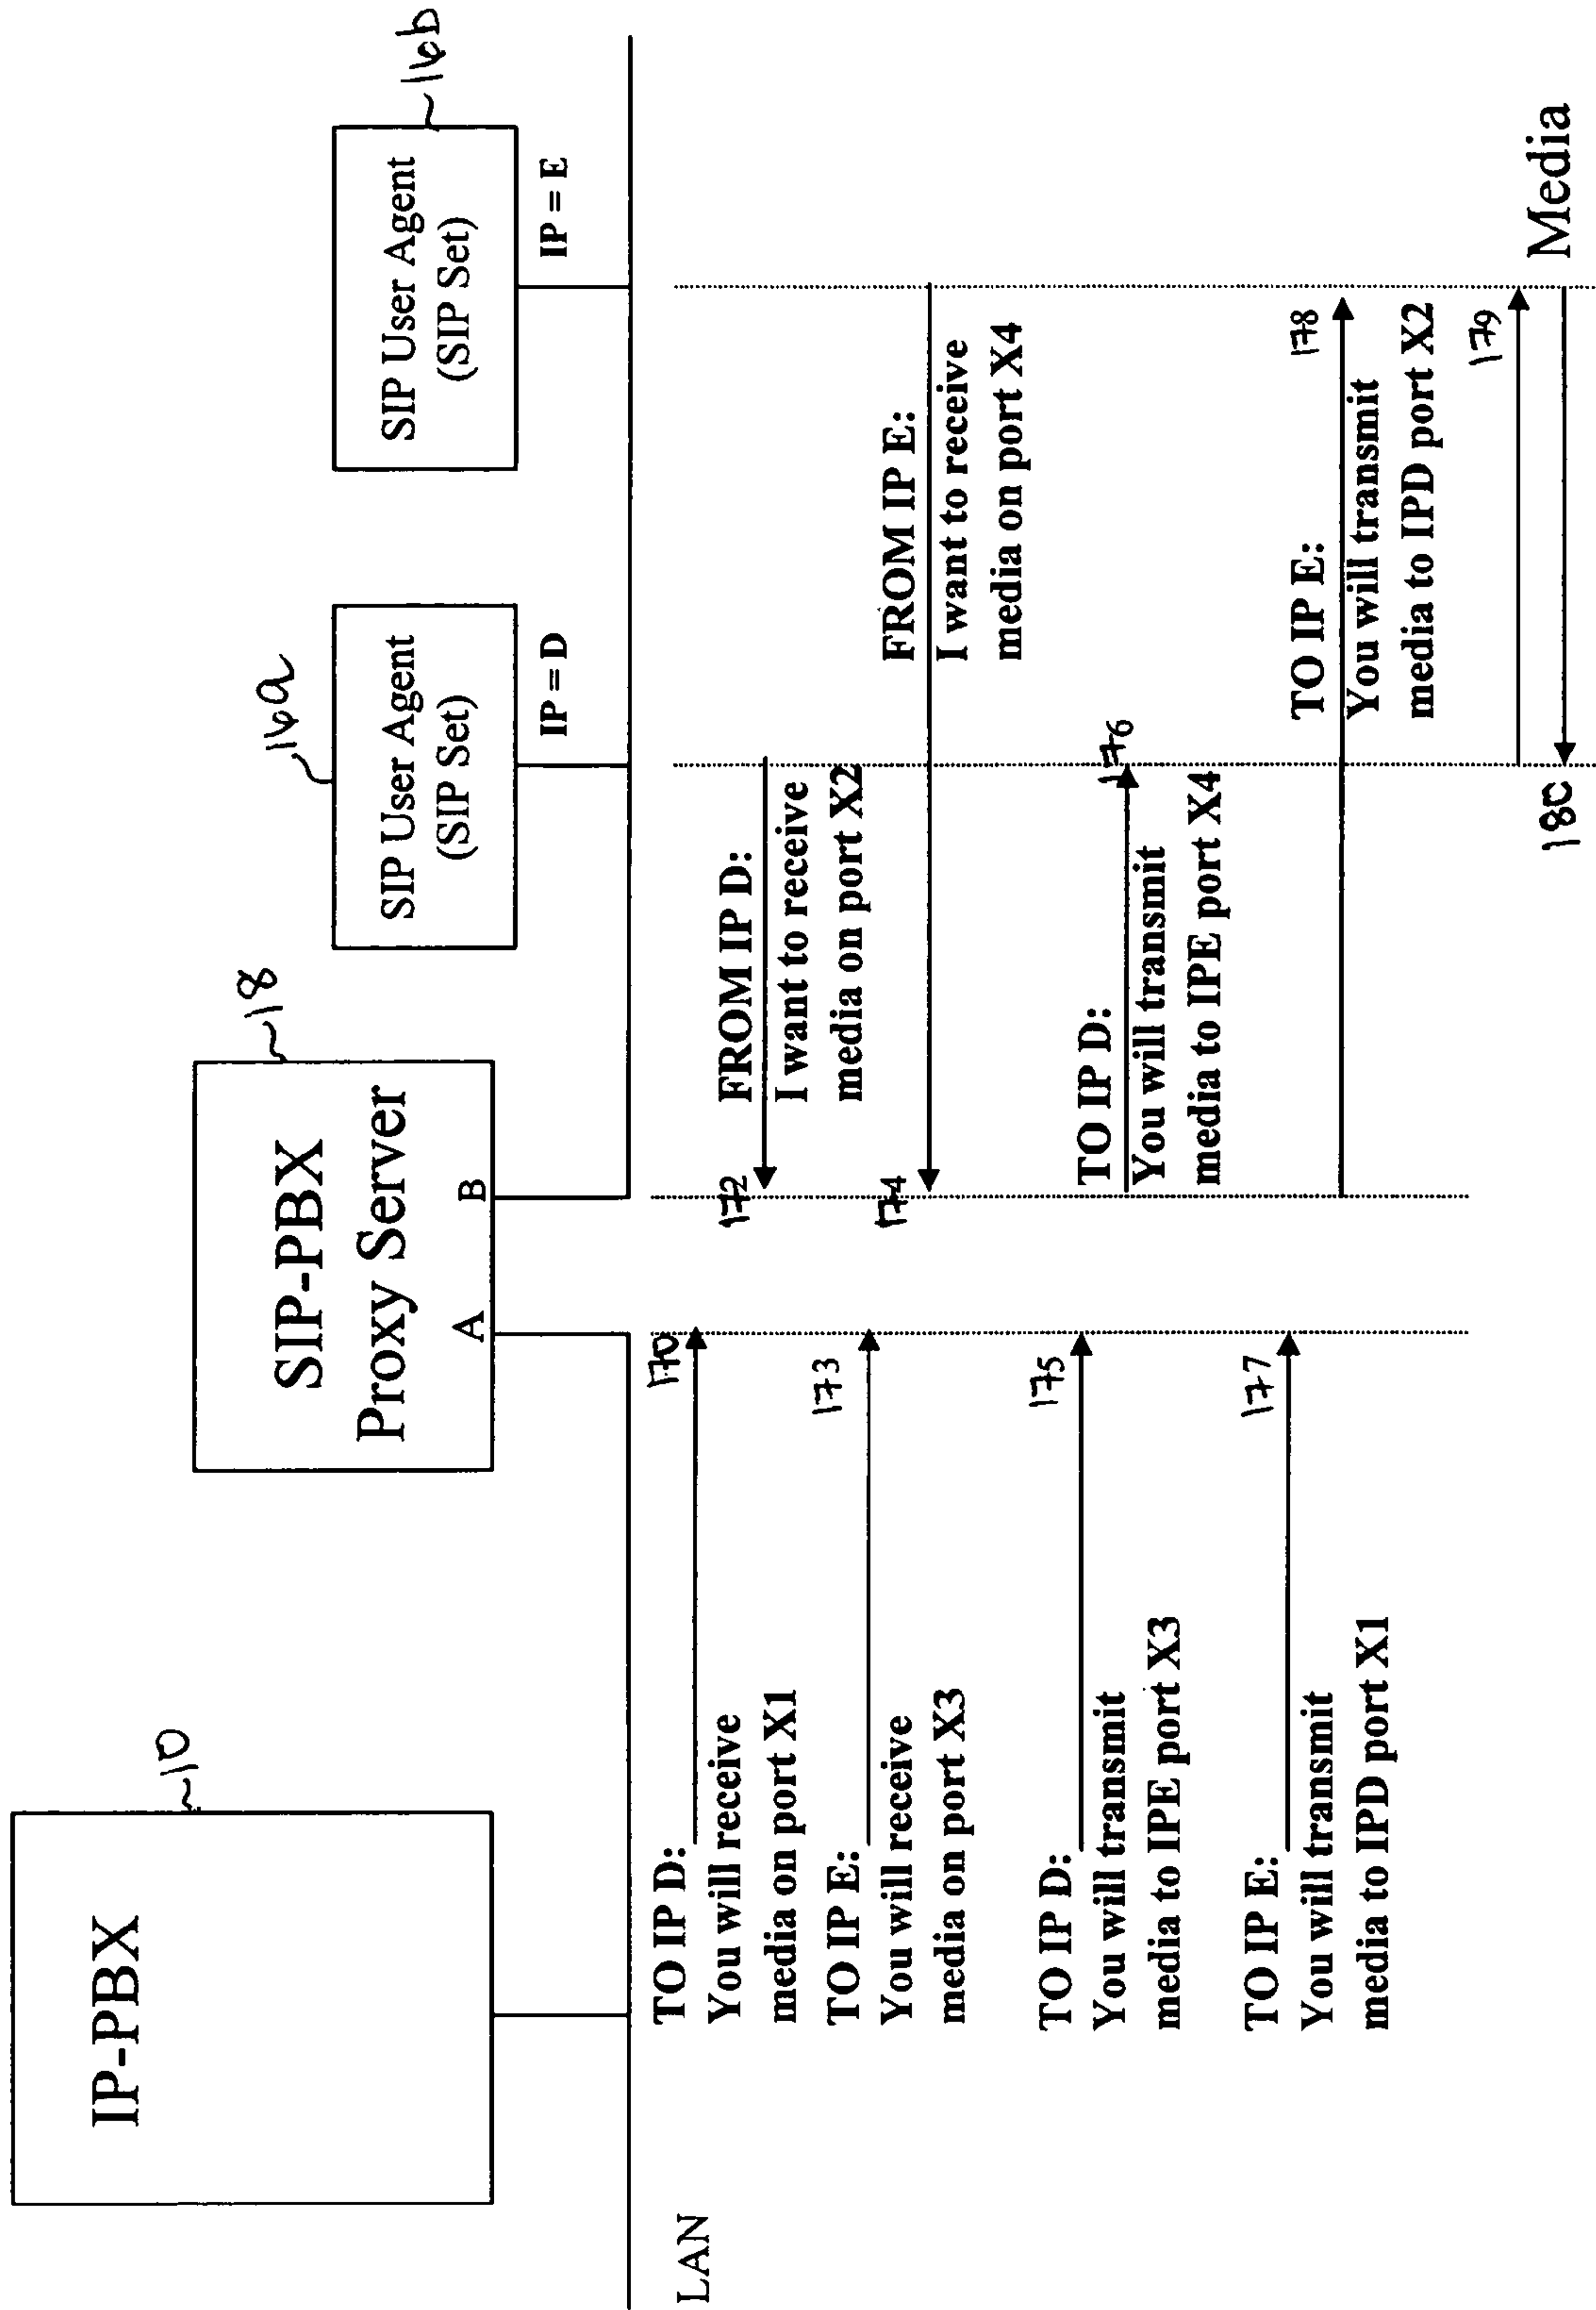 IP-PBX
10
SIP-PBX
Proxy Server
A
B
18
SIP User Agent
(SIP Set)
16a
IP = D
SIP User Agent
(SIP Set)
16b
IP = E
LAN
TO IP D:
You will receive
media on port X1
170
FROM IP D:
I want to receive
media on port X2
172
TO IP E:
You will receive
media on port X3
173
FROM IP E:
I want to receive
media on port X4
174
TO IP D:
You will transmit
media to IPE port X3
175
TO IP D:
You will transmit
media to IPE port X4
176
TO IP E:
You will transmit
media to IPD port X1
177
TO IP E:
You will transmit
media to IPD port X2
178
179
180
Media